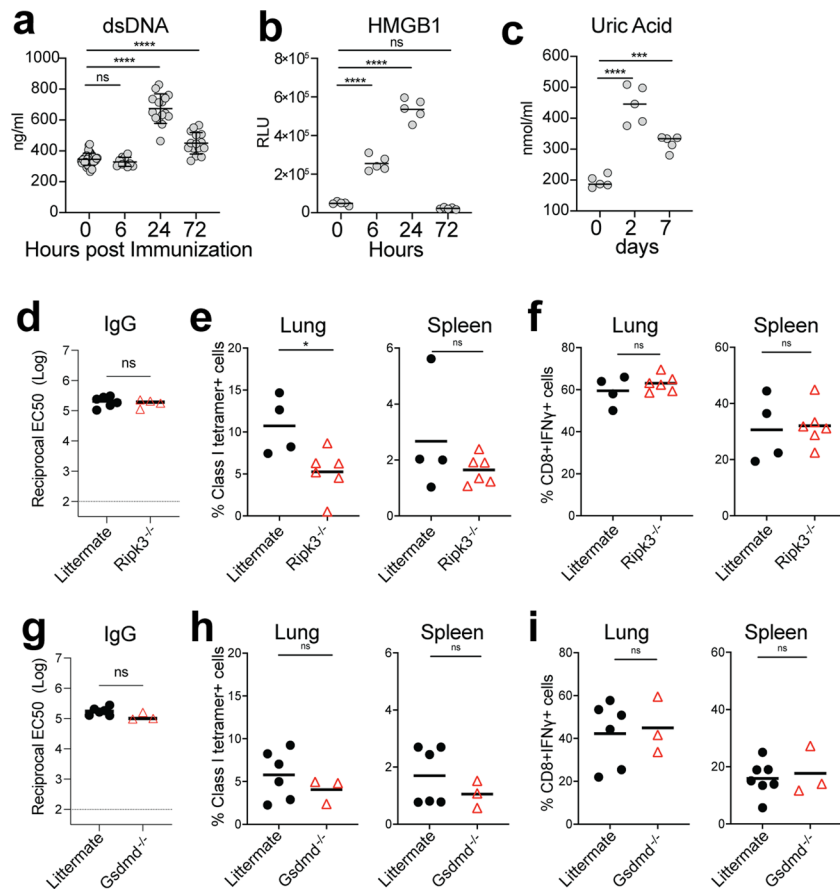 a
dsDNA
****
****
ns
ng/ml
1000
800
600
400
200
0
0 6 24 72
Hours post Immunization
b
HMGB1
ns
****
****
RLU
8×10⁵
6×10⁵
4×10⁵
2×10⁵
0
0 6 24 72
Hours
c
Uric Acid
***
****
nmol/ml
600
500
400
300
200
100
0 2 7
days
d
IgG
ns
Reciprocal EC50 (Log)
7
6
5
4
3
2
Littermate
Ripk3⁻/⁻
e
Lung
*
% Class I tetramer+ cells
20
15
10
5
0
Littermate
Ripk3⁻/⁻
Spleen
ns
6
4
2
0
Littermate
Ripk3⁻/⁻
f
Lung
ns
% CD8+IFNγ+ cells
80
60
40
20
0
Littermate
Ripk3⁻/⁻
Spleen
ns
60
40
20
0
Littermate
Ripk3⁻/⁻
g
IgG
ns
Reciprocal EC50 (Log)
7
6
5
4
3
2
Littermate
Gsdmd⁻/⁻
h
Lung
ns
% Class I tetramer+ cells
20
15
10
5
0
Littermate
Gsdmd⁻/⁻
Spleen
ns
5
4
3
2
1
0
Littermate
Gsdmd⁻/⁻
i
Lung
ns
% CD8+IFNγ+ cells
80
60
40
20
0
Littermate
Gsdmd⁻/⁻
Spleen
ns
60
40
20
0
Littermate
Gsdmd⁻/⁻